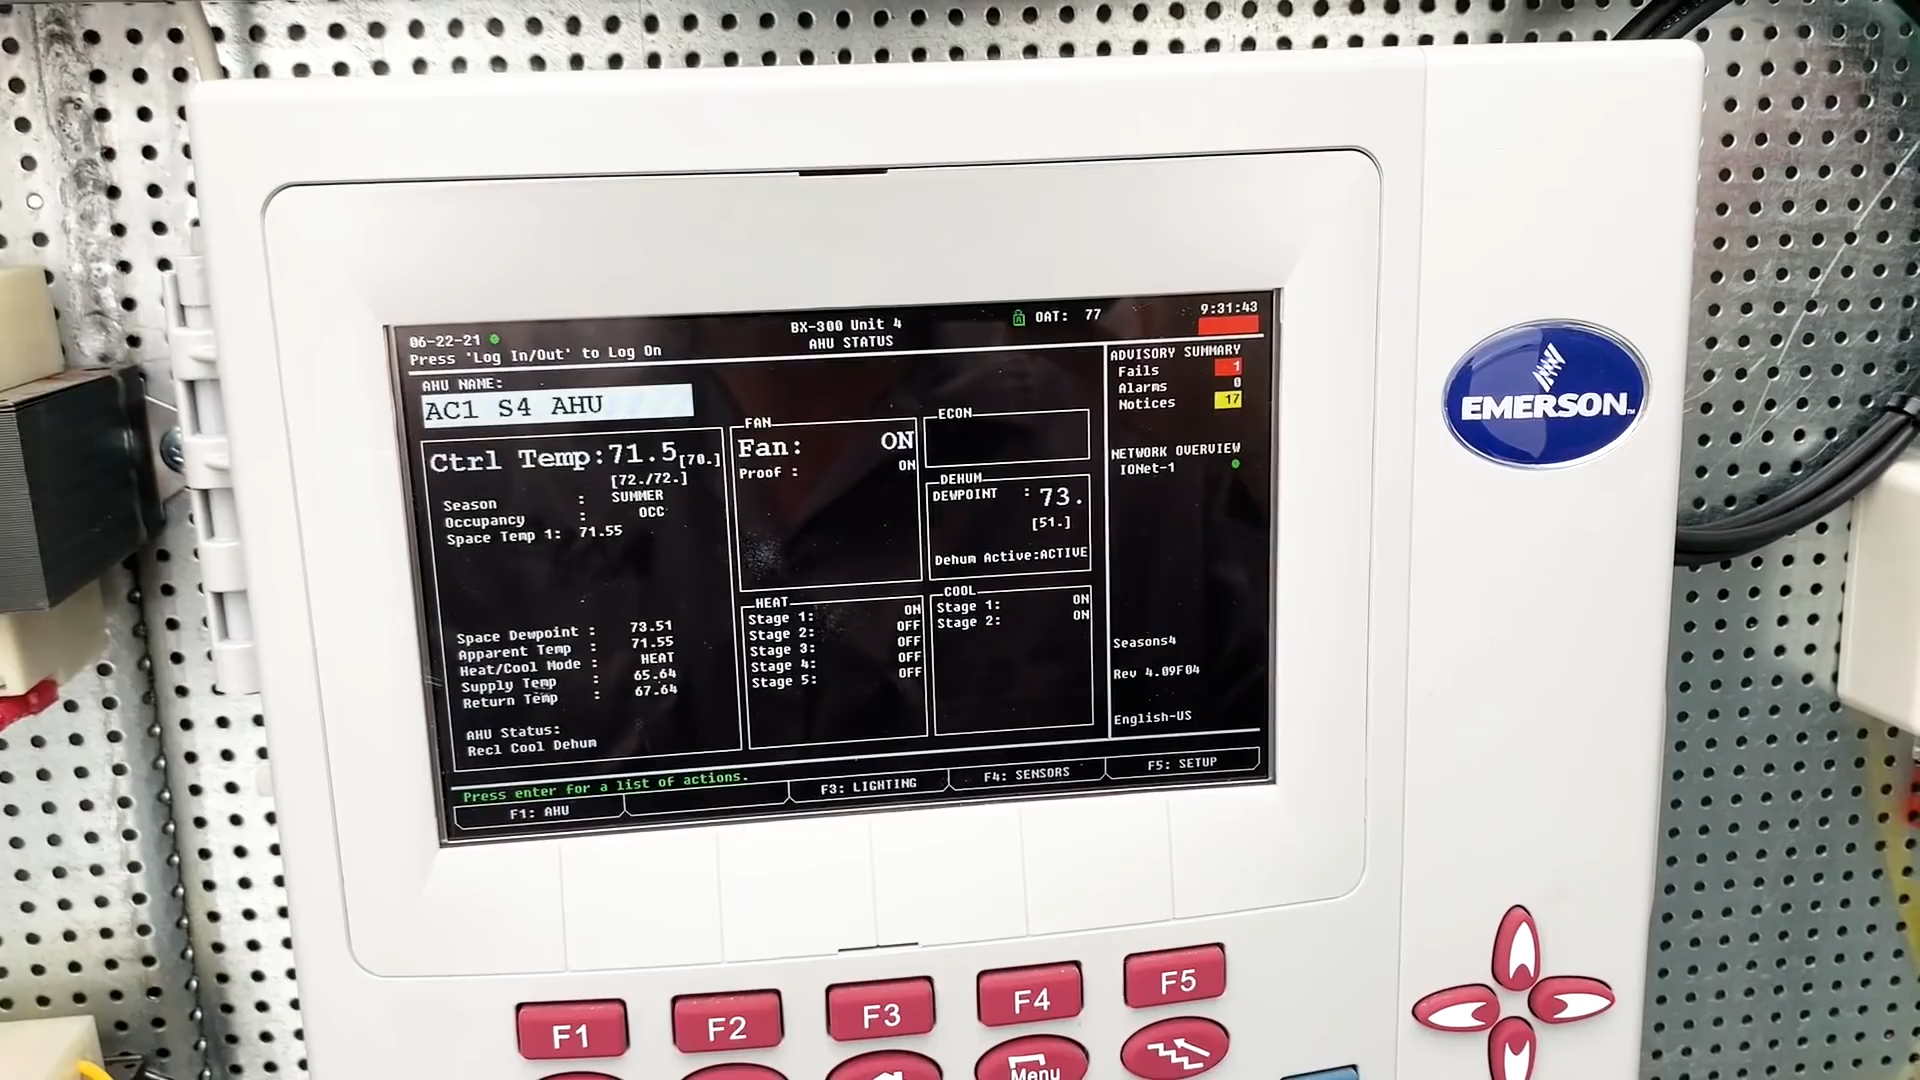 06-22-21
BX-300 Unit 4
OAT: 77
9:31:43
Press 'Log In/Out' to Log On
AHU STATUS
AHU NAME:
AC1 S4 AHU
Ctrl Temp:71.5[70.]
[72./72.]
Season : SUMMER
Occupancy : OCC
Space Temp 1: 71.55
Space Dewpoint : 73.51
Apparent Temp : 71.55
Heat/Cool Mode : HEAT
Supply Temp : 65.64
Return Temp : 67.64
AHU Status:
Recl Cool Dehum
FAN
Fan: ON
Proof : ON
ECON
DEHUM
DEWPOINT : 73.
[51.]
Dehum Active:ACTIVE
HEAT
Stage 1: ON
Stage 2: OFF
Stage 3: OFF
Stage 4: OFF
Stage 5: OFF
COOL
Stage 1: ON
Stage 2: ON
ADVISORY SUMMARY
Fails 1
Alarms 0
Notices 17
NETWORK OVERVIEW
IONet-1
Seasons4
Rev 4.09F04
English-US
Press enter for a list of actions.
F1: AHU
F3: LIGHTING
F4: SENSORS
F5: SETUP
EMERSON™
F1
F2
F3
F4
F5
Menu